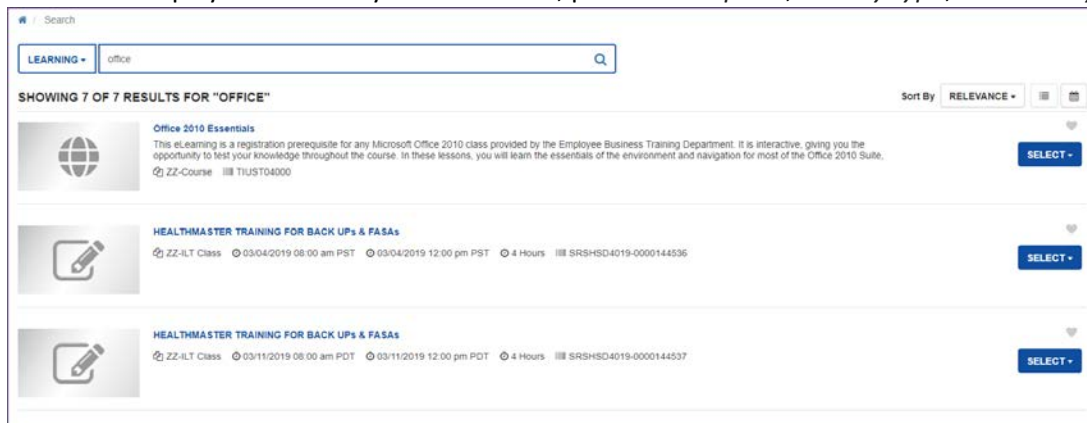 Search
LEARNING office
SHOWING 7 OF 7 RESULTS FOR "OFFICE" Sort By RELEVANCE
Office 2010 Essentials
This eLearning is a registration prerequisite for any Microsoft Office 2010 class provided by the Employee Business Training Department. It is interactive, giving you the
opportunity to test your knowledge throughout the course. In these lessons, you will learn the essentials of the environment and navigation for most of the Office 2010 Suite,
SELECT
ZZ-Course TIUST04000
HEALTHMASTER TRAINING FOR BACK UPs & FASAs
ZZ-ILT Class 03/04/2019 08:00 am PST 03/04/2019 12:00 pm PST 4 Hours SRSHSD4019-0000144536
SELECT
HEALTHMASTER TRAINING FOR BACK UPs & FASAs
ZZ-ILT Class 03/11/2019 08:00 am PDT 03/11/2019 12:00 pm PDT 4 Hours SRSHSD4019-0000144537
SELECT